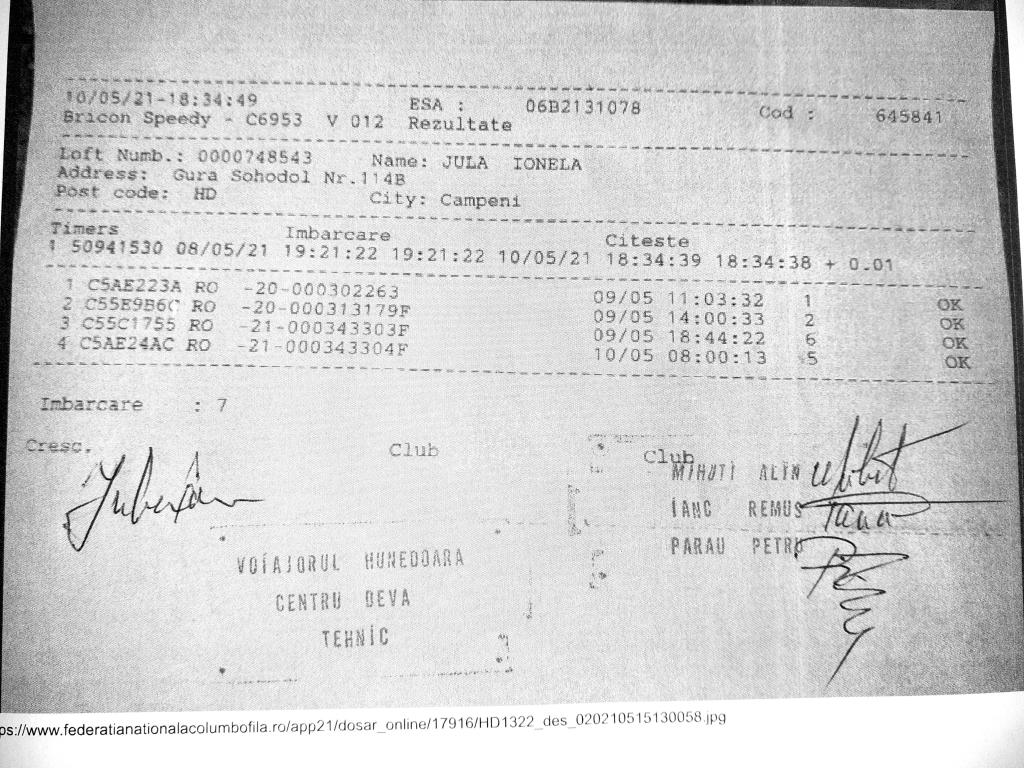 10/05/21-18:34:49 ESA : 06B2131078 Cod : 645841
Bricon Speedy - C6953 V 012 Rezultate
Loft Numb.: 0000748543 Name: JULA IONELA
Address: Gura Sohodol Nr.114B
Post code: HD City: Campeni
Timers Imbarcare Citeste
1 50941530 08/05/21 19:21:22 19:21:22 10/05/21 18:34:39 18:34:38 + 0.01
1 C5AE223A RO -20-000302263 09/05 11:03:32 1 OK
2 C55E9B6C RO -20-000313179F 09/05 14:00:33 2 OK
3 C55C1755 RO -21-000343303F 09/05 18:44:22 6 OK
4 C5AE24AC RO -21-000343304F 10/05 08:00:13 5 OK
Imbarcare : 7
Cresc. Club Club
MIHUTI ALIN
IANC REMUS
PARAU PETRU
VOIAJORUL HUNEDOARA
CENTRU DEVA
TEHNIC
ps://www.federatianationalacolumbofila.ro/app21/dosar_online/17916/HD1322_des_020210515130058.jpg